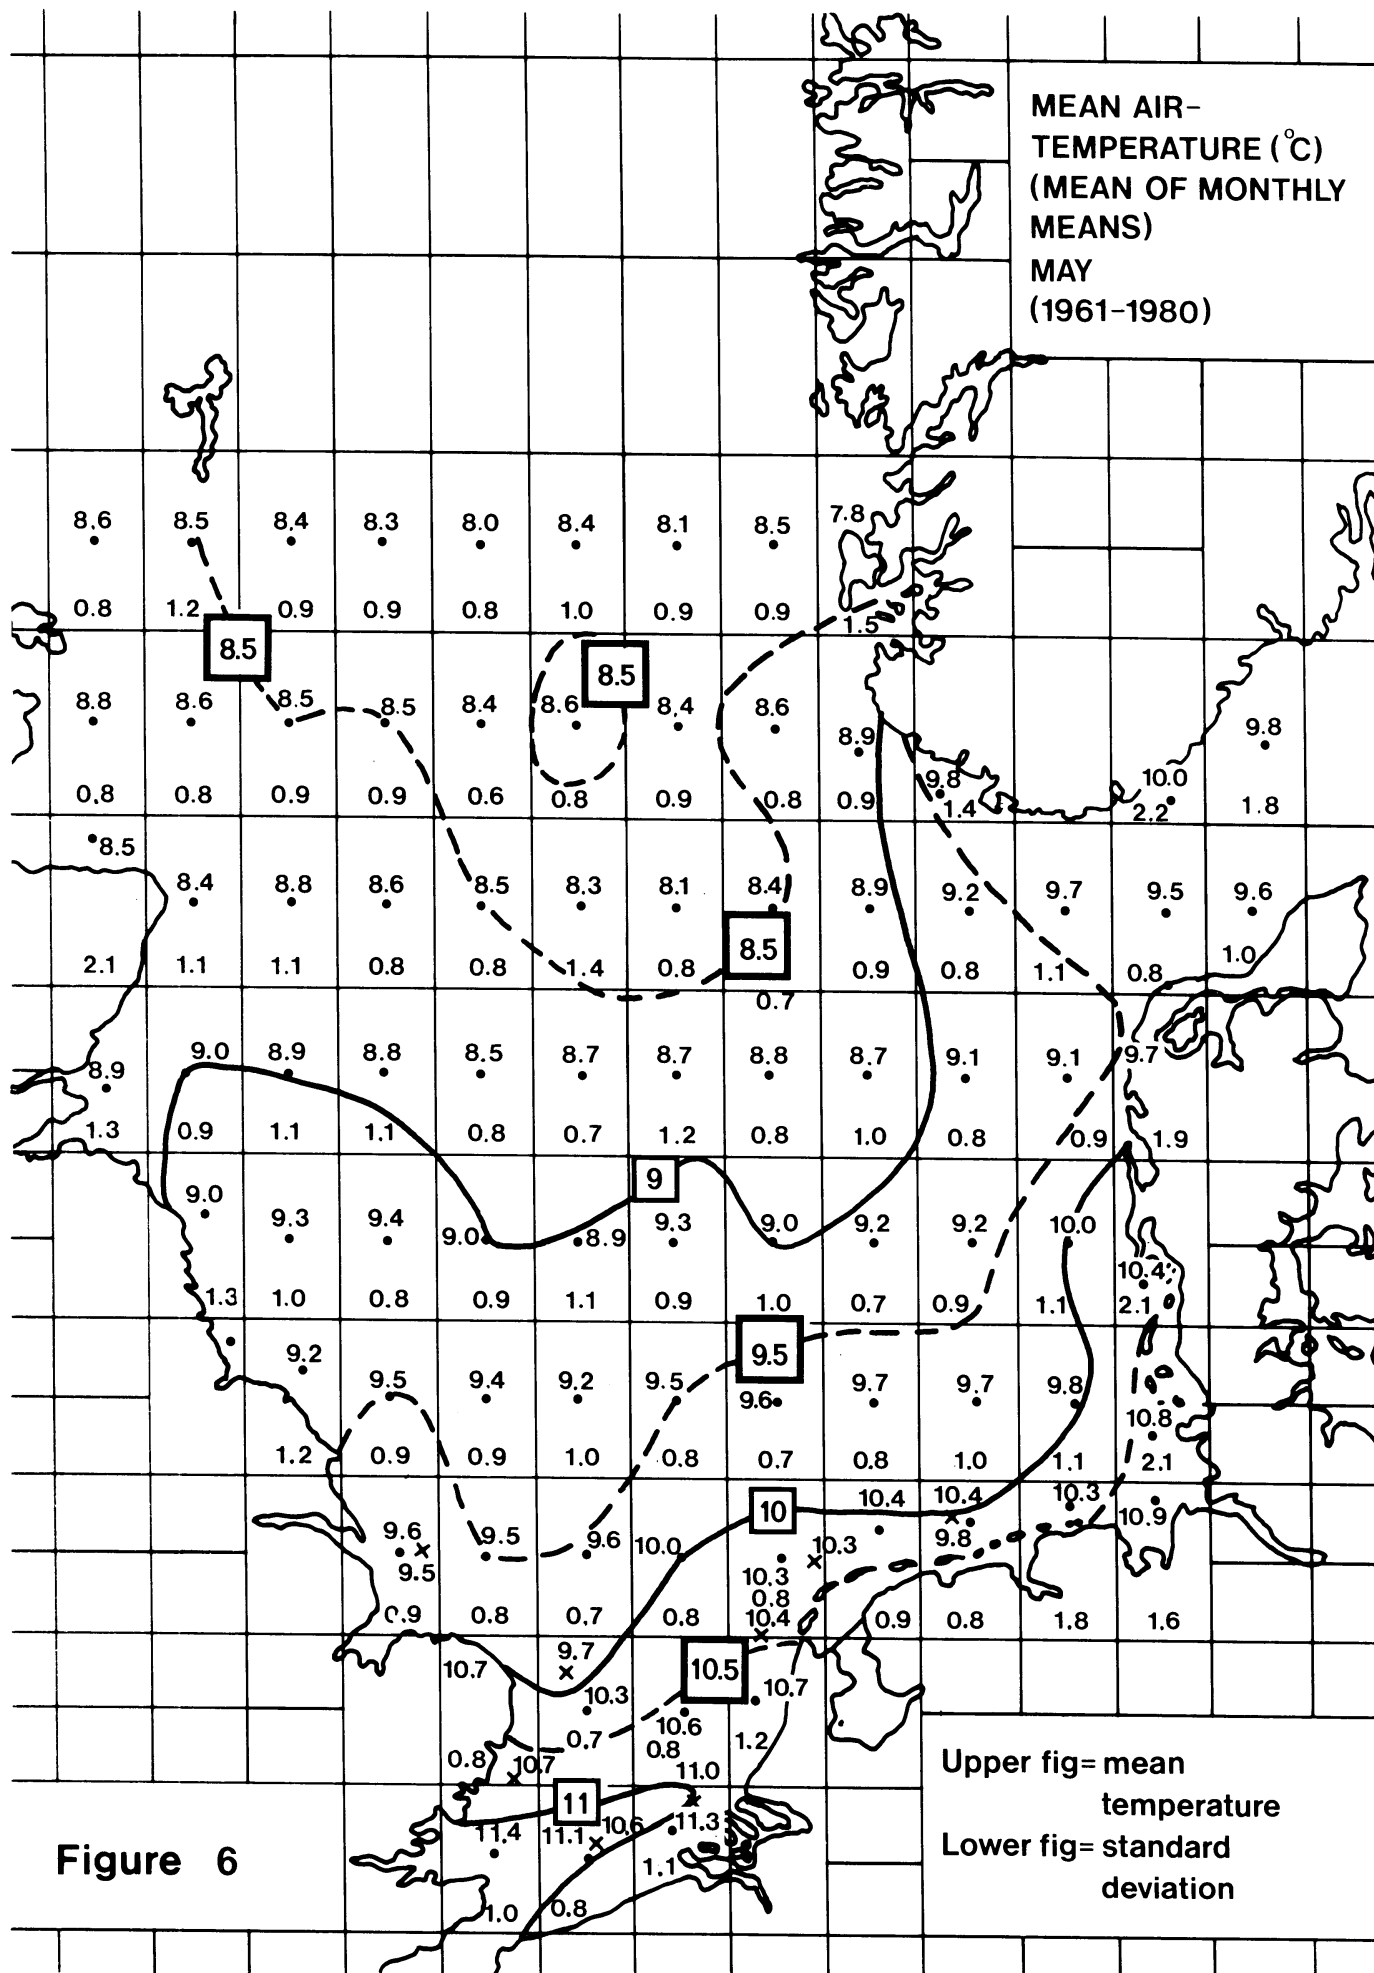 MEAN AIR-
TEMPERATURE (°C)
(MEAN OF MONTHLY
MEANS)
MAY
(1961-1980)
8.6 8.5 8.4 8.3 8.0 8.4 8.1 8.5 7.8
0.8 1.2 0.9 0.9 0.8 1.0 0.9 0.9 1.5
8.5 8.5
8.8 8.6 8.5 8.5 8.4 8.6 8.4 8.6 8.9 9.8
9.8 10.0
0.8 0.8 0.9 0.9 0.6 0.8 0.9 0.8 0.9 1.4 2.2 1.8
8.5
8.4 8.8 8.6 8.5 8.3 8.1 8.4 8.9 9.2 9.7 9.5 9.6
8.5
2.1 1.1 1.1 0.8 0.8 1.4 0.8 0.9 0.8 1.1 0.8 1.0
0.7
8.9 9.0 8.9 8.8 8.5 8.7 8.7 8.8 8.7 9.1 9.1 9.7
1.3 0.9 1.1 1.1 0.8 0.7 1.2 0.8 1.0 0.8 0.9 1.9
9
9.0 9.3 9.4 9.0 8.9 9.3 9.0 9.2 9.2 10.0
10.4
1.3 1.0 0.8 0.9 1.1 0.9 1.0 0.7 0.9 1.1 2.1
9.5
9.2 9.5 9.4 9.2 9.5 9.6 9.7 9.7 9.8
10.8
1.2 0.9 0.9 1.0 0.8 0.7 0.8 1.0 1.1 2.1
10 10.4 10.4 10.3 10.9
9.6 9.5 9.6 10.0 10.3 9.8
9.5 10.3
0.8
0.9 0.8 0.7 0.8 10.4 0.9 0.8 1.8 1.6
10.7 9.7 10.5
10.3 10.6 10.7
0.7 0.8 1.2
0.8 10.7 11.0
11
11.4 11.1 10.6 11.3
1.1
1.0 0.8
Upper fig= mean
temperature
Lower fig= standard
deviation
Figure 6